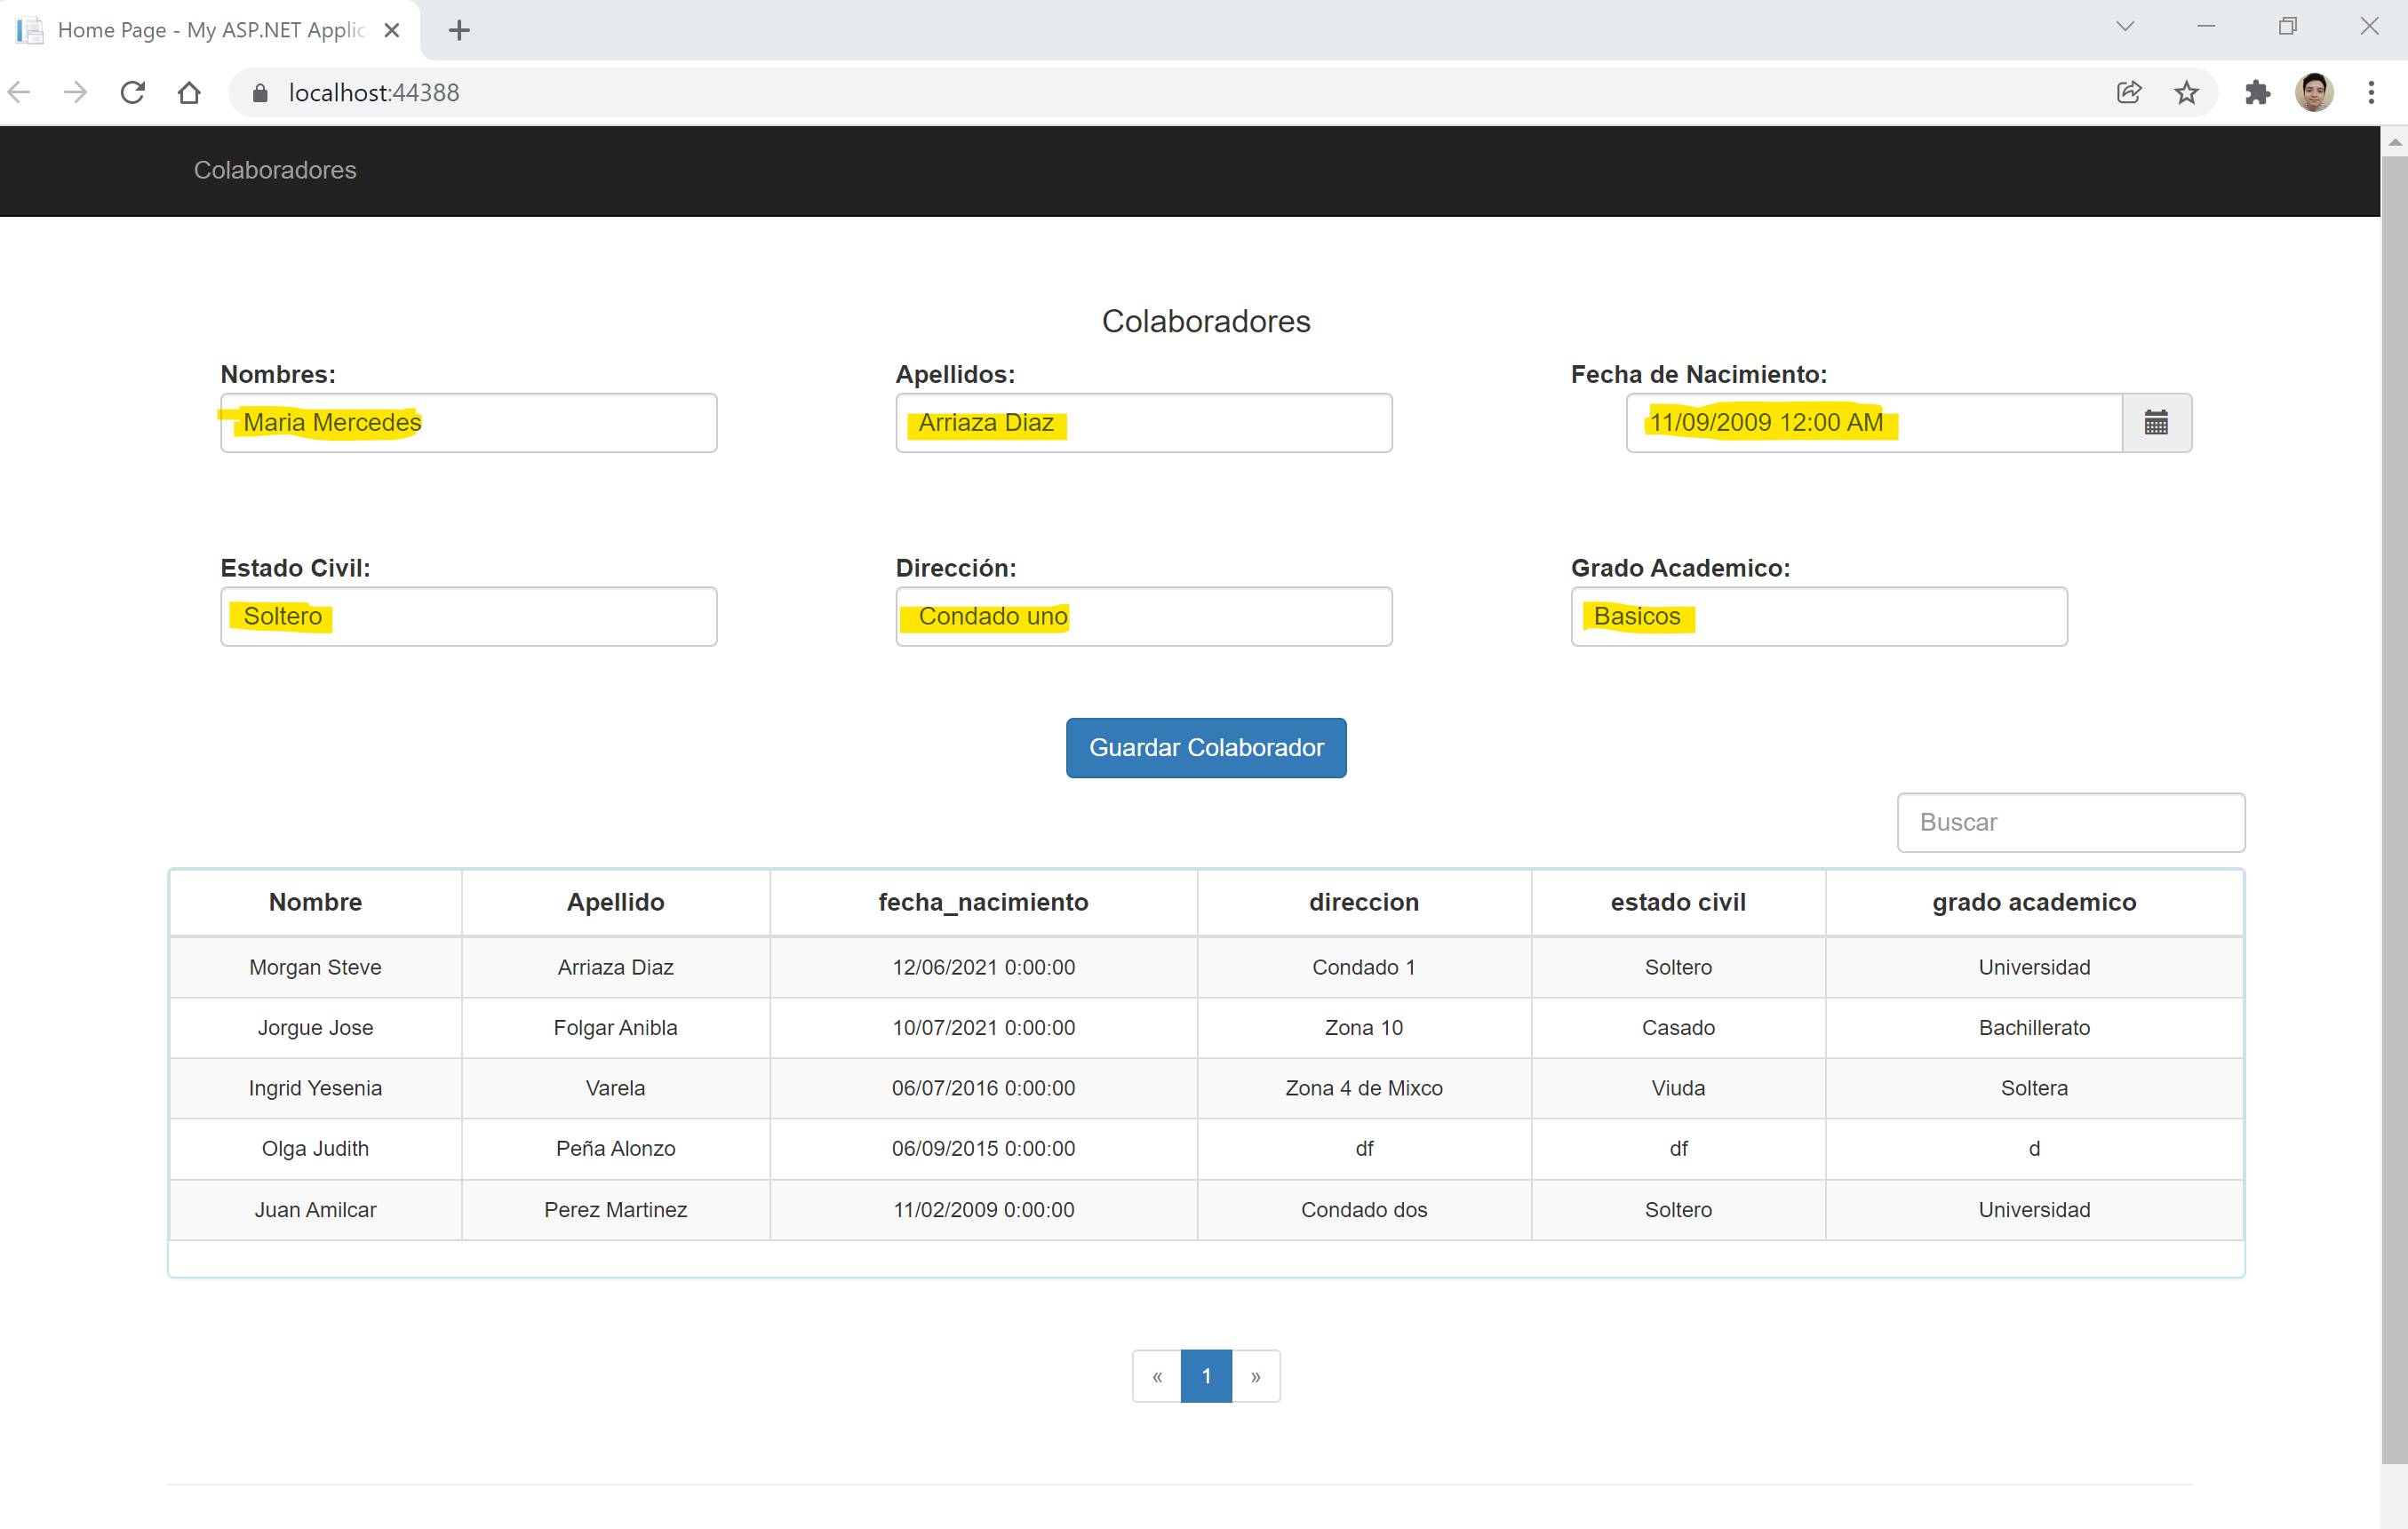 Home Page - My ASP.NET Applic
localhost:44388
Colaboradores
Colaboradores
Nombres: Apellidos: Fecha de Nacimiento:
Maria Mercedes Arriaza Diaz 11/09/2009 12:00 AM
Estado Civil: Dirección: Grado Academico:
Soltero Condado uno Basicos
Guardar Colaborador
Buscar
Nombre Apellido fecha_nacimiento direccion estado civil grado academico
Morgan Steve Arriaza Diaz 12/06/2021 0:00:00 Condado 1 Soltero Universidad
Jorgue Jose Folgar Anibla 10/07/2021 0:00:00 Zona 10 Casado Bachillerato
Ingrid Yesenia Varela 06/07/2016 0:00:00 Zona 4 de Mixco Viuda Soltera
Olga Judith Peña Alonzo 06/09/2015 0:00:00 df df d
Juan Amilcar Perez Martinez 11/02/2009 0:00:00 Condado dos Soltero Universidad
« 1 »